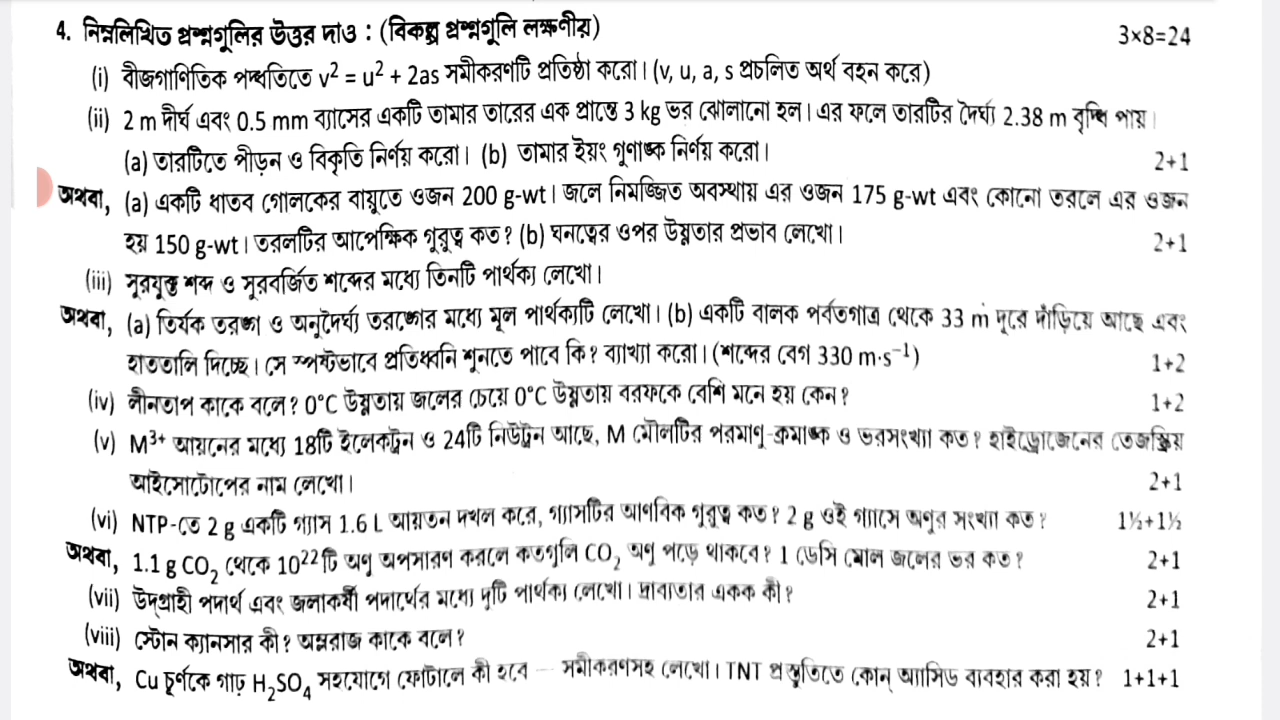 4. নিম্নলিখিত প্রশ্নগুলির উত্তর দাও : (বিকল্প প্রশ্নগুলি লক্ষণীয়) 3×8=24
(i) বীজগাণিতিক পদ্ধতিতে v² = u² + 2as সমীকরণটি প্রতিষ্ঠা করো। (v, u, a, s প্রচলিত অর্থ বহন করে)
(ii) 2 m দীর্ঘ এবং 0.5 mm ব্যাসের একটি তামার তারের এক প্রান্তে 3 kg ভর ঝোলানো হল। এর ফলে তারটির দৈর্ঘ্য 2.38 m বৃদ্ধি পায়।
(a) তারটিতে পীড়ন ও বিকৃতি নির্ণয় করো। (b) তামার ইয়ং গুণাঙ্ক নির্ণয় করো। 2+1
অথবা, (a) একটি ধাতব গোলকের বায়ুতে ওজন 200 g-wt। জলে নিমজ্জিত অবস্থায় এর ওজন 175 g-wt এবং কোনো তরলে এর ওজন
হয় 150 g-wt। তরলটির আপেক্ষিক গুরুত্ব কত? (b) ঘনত্বের ওপর উষ্ণতার প্রভাব লেখো। 2+1
(iii) সুরযুক্ত শব্দ ও সুরবর্জিত শব্দের মধ্যে তিনটি পার্থক্য লেখো।
অথবা, (a) তির্যক তরঙ্গ ও অনুদৈর্ঘ্য তরঙ্গের মধ্যে মূল পার্থক্যটি লেখো। (b) একটি বালক পর্বতগাত্র থেকে 33 m দূরে দাঁড়িয়ে আছে এবং
হাততালি দিচ্ছে। সে স্পষ্টভাবে প্রতিধ্বনি শুনতে পাবে কি? ব্যাখ্যা করো। (শব্দের বেগ 330 m·s⁻¹) 1+2
(iv) লীনতাপ কাকে বলে? 0°C উষ্ণতায় জলের চেয়ে 0°C উষ্ণতায় বরফকে বেশি মনে হয় কেন? 1+2
(v) M³⁺ আয়নের মধ্যে 18টি ইলেকট্রন ও 24টি নিউট্রন আছে, M মৌলটির পরমাণু-ক্রমাঙ্ক ও ভরসংখ্যা কত? হাইড্রোজেনের তেজস্ক্রিয়
আইসোটোপের নাম লেখো। 2+1
(vi) NTP-তে 2 g একটি গ্যাস 1.6 L আয়তন দখল করে, গ্যাসটির আণবিক গুরুত্ব কত? 2 g ওই গ্যাসে অণুর সংখ্যা কত? 1½+1½
অথবা, 1.1 g CO₂ থেকে 10²²টি অণু অপসারণ করলে কতগুলি CO₂ অণু পড়ে থাকবে? 1 ডেসি মোল জলের ভর কত? 2+1
(vii) উদ্‌গ্রাহী পদার্থ এবং জলাকর্ষী পদার্থের মধ্যে দুটি পার্থক্য লেখো। দ্রাব্যতার একক কী? 2+1
(viii) স্টোন ক্যানসার কী? অম্লরাজ কাকে বলে? 2+1
অথবা, Cu চূর্ণকে গাঢ় H₂SO₄ সহযোগে ফোটালে কী হবে — সমীকরণসহ লেখো। TNT প্রস্তুতিতে কোন্ অ্যাসিড ব্যবহার করা হয়? 1+1+1